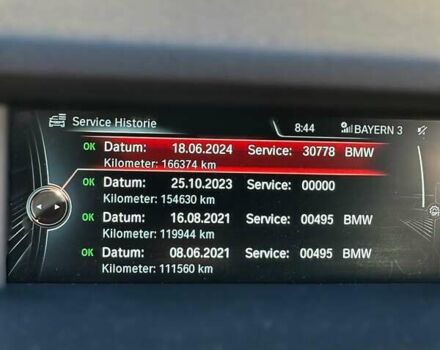 Service Historie 8:44 BAYERN 3
OK Datum: 18.06.2024 Service: 30778 BMW
Kilometer: 166374 km
OK Datum: 25.10.2023 Service: 00000
Kilometer: 154630 km
OK Datum: 16.08.2021 Service: 00495 BMW
Kilometer: 119944 km
OK Datum: 08.06.2021 Service: 00495 BMW
Kilometer: 111560 km